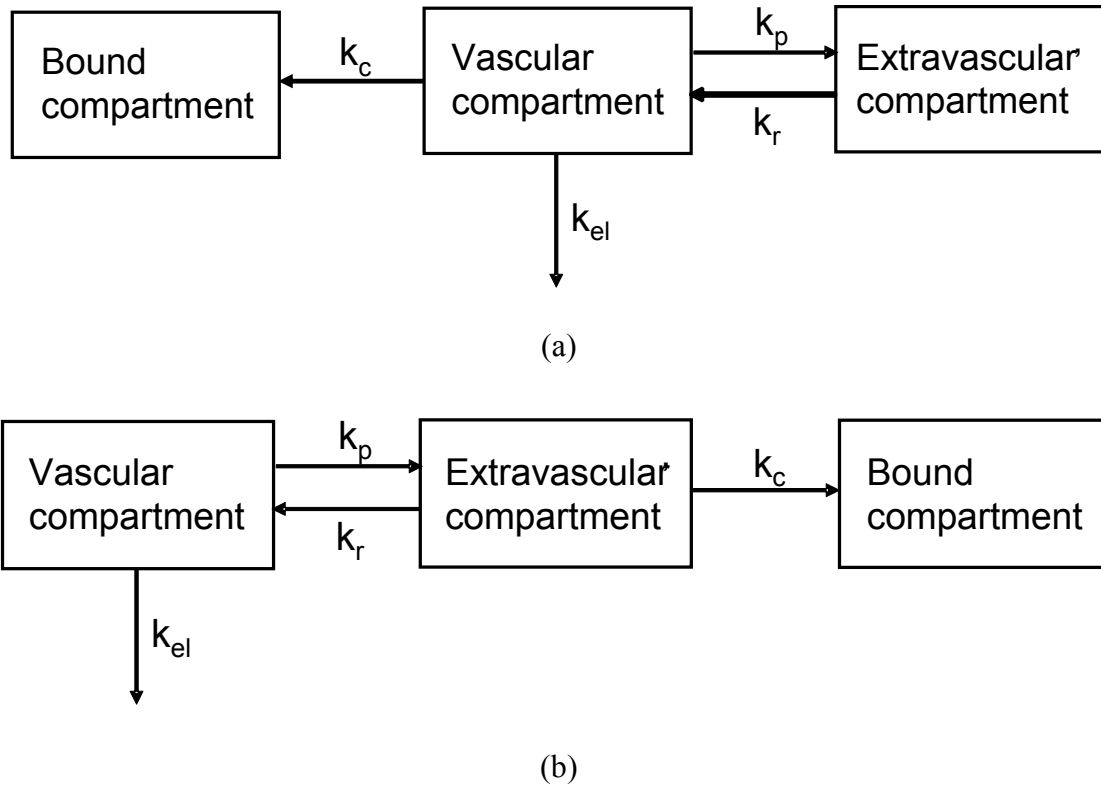 Bound
compartment
k_c
Vascular
compartment
k_p
k_r
Extravascular
compartment
k_el
(a)
Vascular
compartment
k_p
k_r
Extravascular
compartment
k_c
Bound
compartment
k_el
(b)